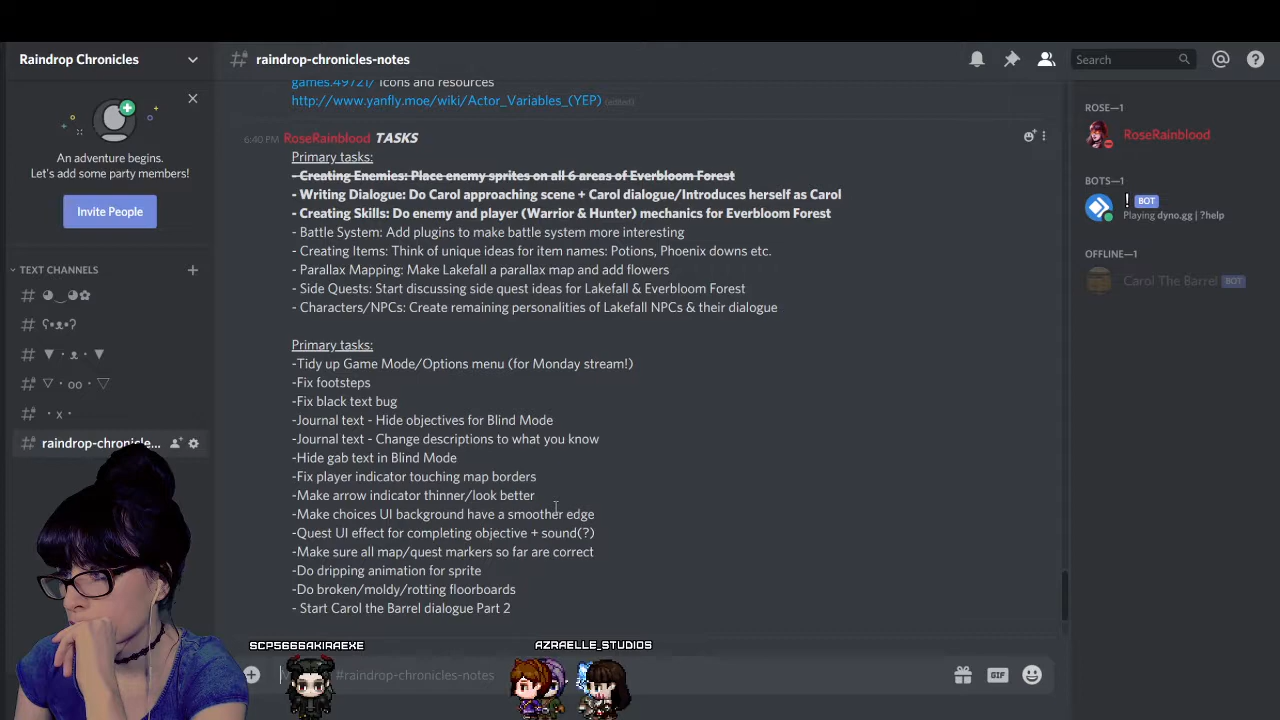 Raindrop Chronicles
raindrop-chronicles-notes
Search
An adventure begins.
Let's add some party members!
Invite People
TEXT CHANNELS
◕‿◕✿
ʕ•ᴥ•ʔ
▼・ᴥ・▼
▽・oo・▽
・x・
raindrop-chronicle...
games.49721/ Icons and resources
http://www.yanfly.moe/wiki/Actor_Variables_(YEP) (edited)
6:40 PM RoseRainblood TASKS
Primary tasks:
- Creating Enemies: Place enemy sprites on all 6 areas of Everbloom Forest
- Writing Dialogue: Do Carol approaching scene + Carol dialogue/Introduces herself as Carol
- Creating Skills: Do enemy and player (Warrior & Hunter) mechanics for Everbloom Forest
- Battle System: Add plugins to make battle system more interesting
- Creating Items: Think of unique ideas for item names: Potions, Phoenix downs etc.
- Parallax Mapping: Make Lakefall a parallax map and add flowers
- Side Quests: Start discussing side quest ideas for Lakefall & Everbloom Forest
- Characters/NPCs: Create remaining personalities of Lakefall NPCs & their dialogue
Primary tasks:
-Tidy up Game Mode/Options menu (for Monday stream!)
-Fix footsteps
-Fix black text bug
-Journal text - Hide objectives for Blind Mode
-Journal text - Change descriptions to what you know
-Hide gab text in Blind Mode
-Fix player indicator touching map borders
-Make arrow indicator thinner/look better
-Make choices UI background have a smoother edge
-Quest UI effect for completing objective + sound(?)
-Make sure all map/quest markers so far are correct
-Do dripping animation for sprite
-Do broken/moldy/rotting floorboards
- Start Carol the Barrel dialogue Part 2
#raindrop-chronicles-notes
GIF
ROSE—1
RoseRainblood
BOTS—1
! BOT
Playing dyno.gg | ?help
OFFLINE—1
Carol The Barrel BOT
SCP5666AKIRAEXE
AZRAELLE_STUDIOS